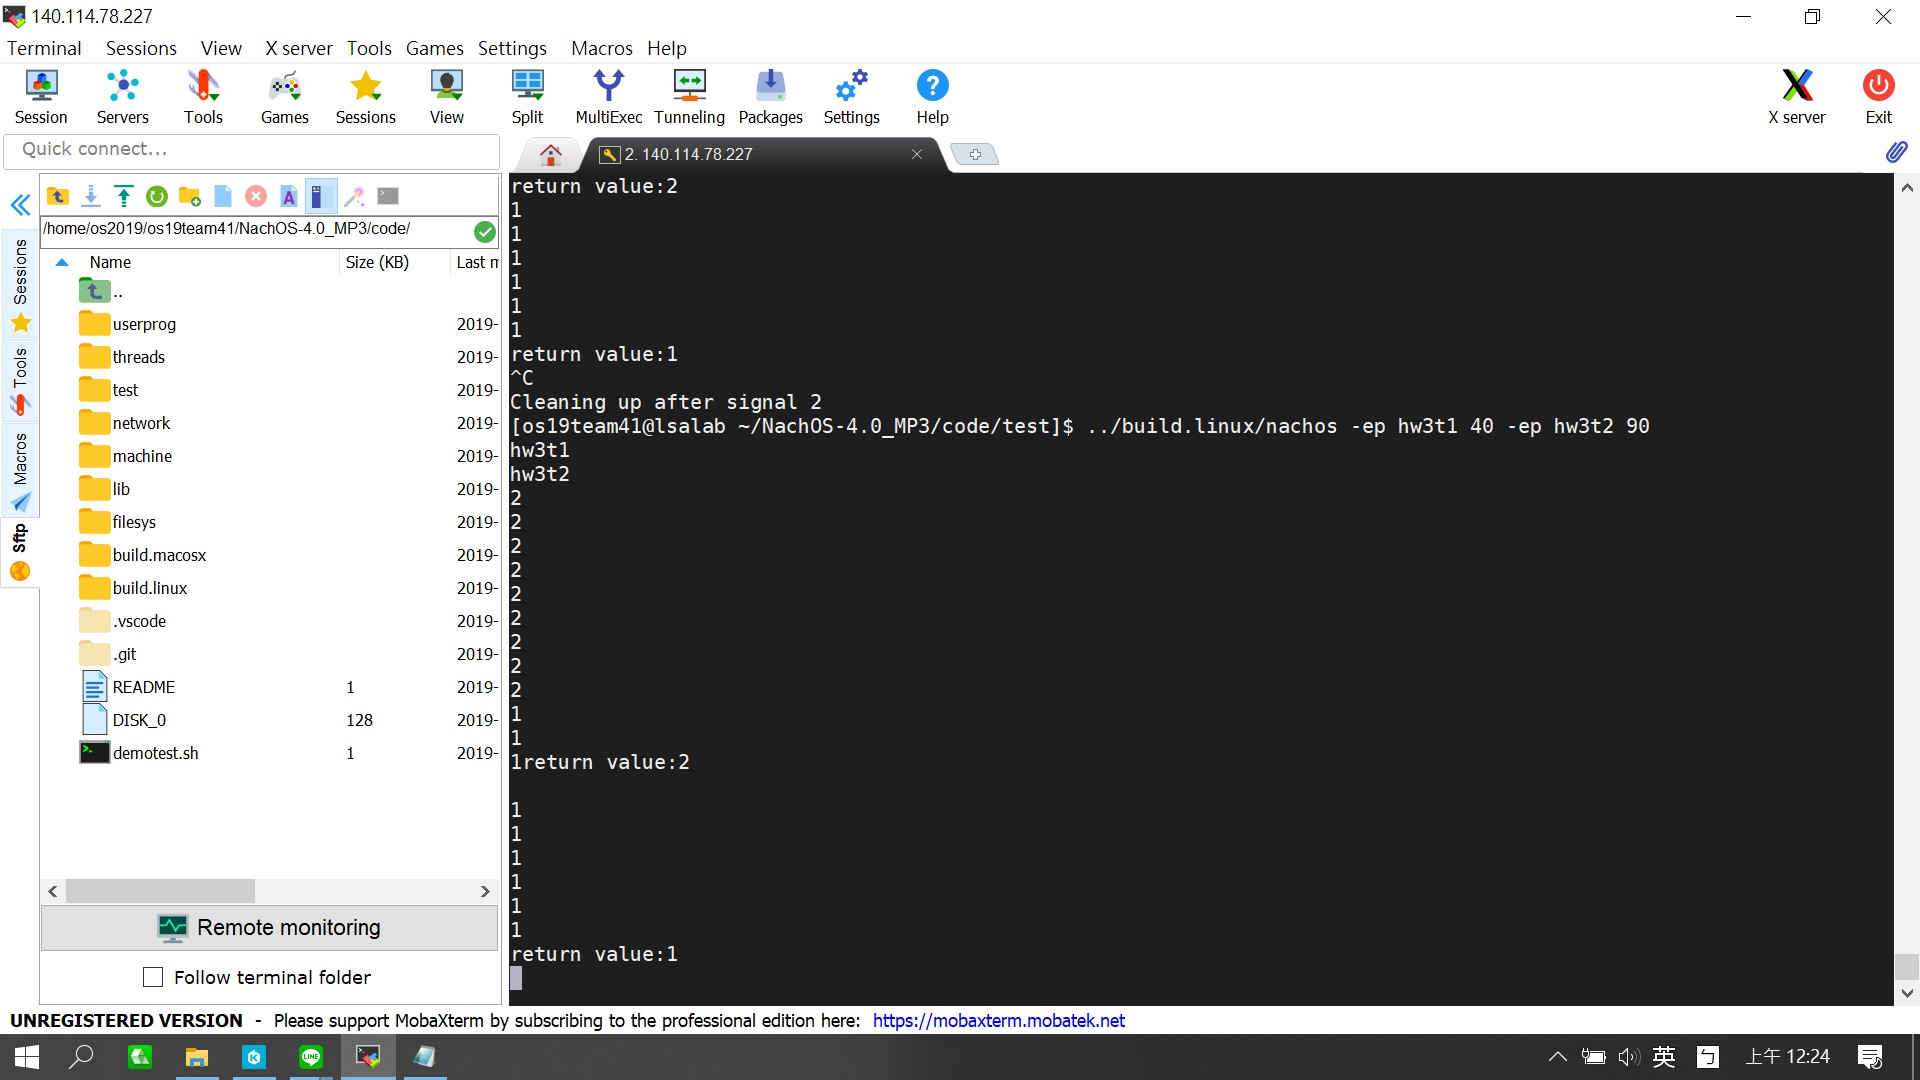 140.114.78.227
Terminal Sessions View X server Tools Games Settings Macros Help
Session Servers Tools Games Sessions View Split MultiExec Tunneling Packages Settings Help X server Exit
Quick connect...
2. 140.114.78.227
Sessions
Tools
Macros
Sftp
/home/os2019/os19team41/NachOS-4.0_MP3/code/
Name Size (KB) Last m
..
userprog 2019-
threads 2019-
test 2019-
network 2019-
machine 2019-
lib 2019-
filesys 2019-
build.macosx 2019-
build.linux 2019-
.vscode 2019-
.git 2019-
README 1 2019-
DISK_0 128 2019-
demotest.sh 1 2019-
Remote monitoring
Follow terminal folder
return value:2
1
1
1
1
1
1
return value:1
^C
Cleaning up after signal 2
[os19team41@lsalab ~/NachOS-4.0_MP3/code/test]$ ../build.linux/nachos -ep hw3t1 40 -ep hw3t2 90
hw3t1
hw3t2
2
2
2
2
2
2
2
2
2
1
1
1return value:2
1
1
1
1
1
1
return value:1
UNREGISTERED VERSION - Please support MobaXterm by subscribing to the professional edition here: https://mobaxterm.mobatek.net
LINE
英 ㄅ 上午 12:24